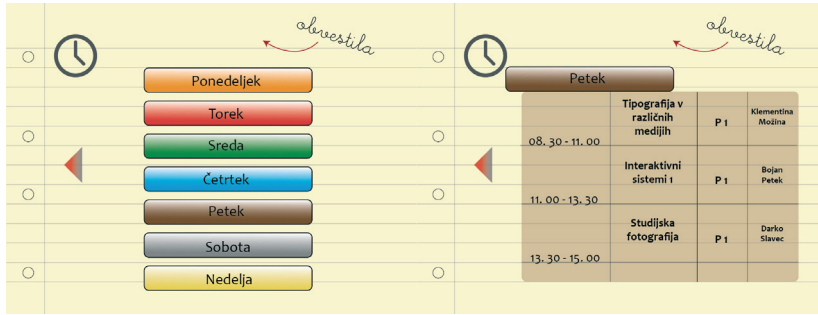 obvestila
Ponedeljek
Torek
Sreda
Četrtek
Petek
Sobota
Nedelja
obvestila
Petek
Tipografija v
različnih
medijih
P 1
Klementina
Možina
08. 30 - 11. 00
Interaktivni
sistemi 1
P 1
Bojan
Petek
11. 00 - 13. 30
Studijska
fotografija
P 1
Darko
Slavec
13. 30 - 15. 00